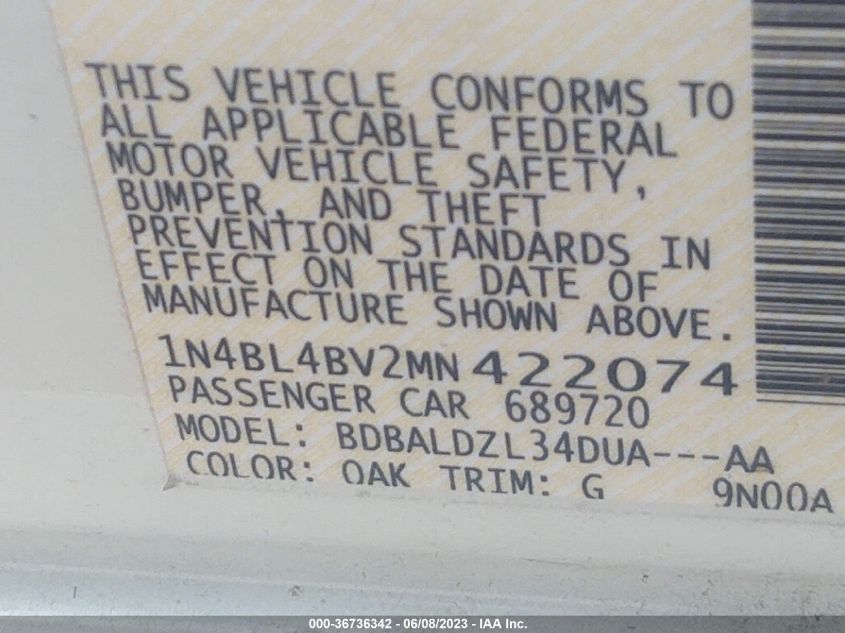 THIS VEHICLE CONFORMS TO
ALL APPLICABLE FEDERAL
MOTOR VEHICLE SAFETY,
BUMPER, AND THEFT
PREVENTION STANDARDS IN
EFFECT ON THE DATE OF
MANUFACTURE SHOWN ABOVE.
1N4BL4BV2MN422074
PASSENGER CAR 689720
MODEL: BDBALDZL34DUA---AA
COLOR: QAK TRIM: G 9N00A
000-36736342 - 06/08/2023 - IAA Inc.